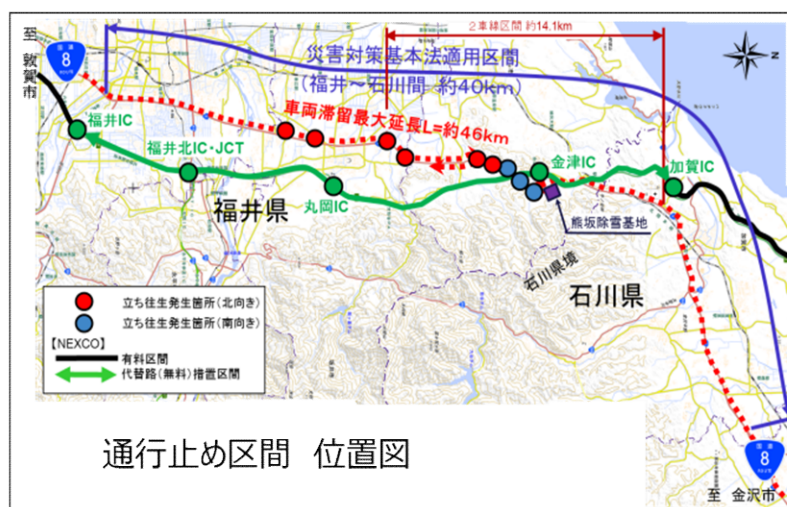 至
敦賀市
国道
8
2車線区間 約14.1km
災害対策基本法適用区間
(福井～石川間 約40km)
N
車両滞留最大延長L=約46km
福井IC
福井北IC・JCT
丸岡IC
金津IC
加賀IC
福井県
熊坂除雪基地
石川県境
石川県
立ち往生発生箇所(北向き)
立ち往生発生箇所(南向き)
【NEXCO】
有料区間
代替路(無料)措置区間
通行止め区間 位置図
国道
8
至 金沢市